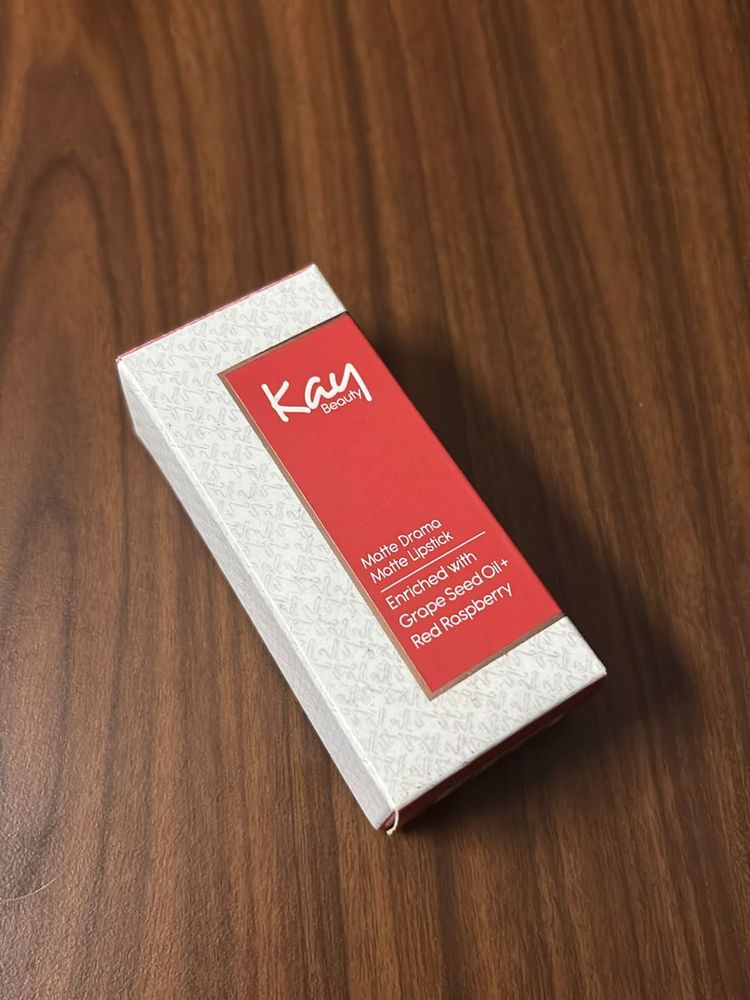 Kay
Beauty
Matte Drama
Matte Lipstick
Enriched with
Grape Seed Oil+
Red Raspberry